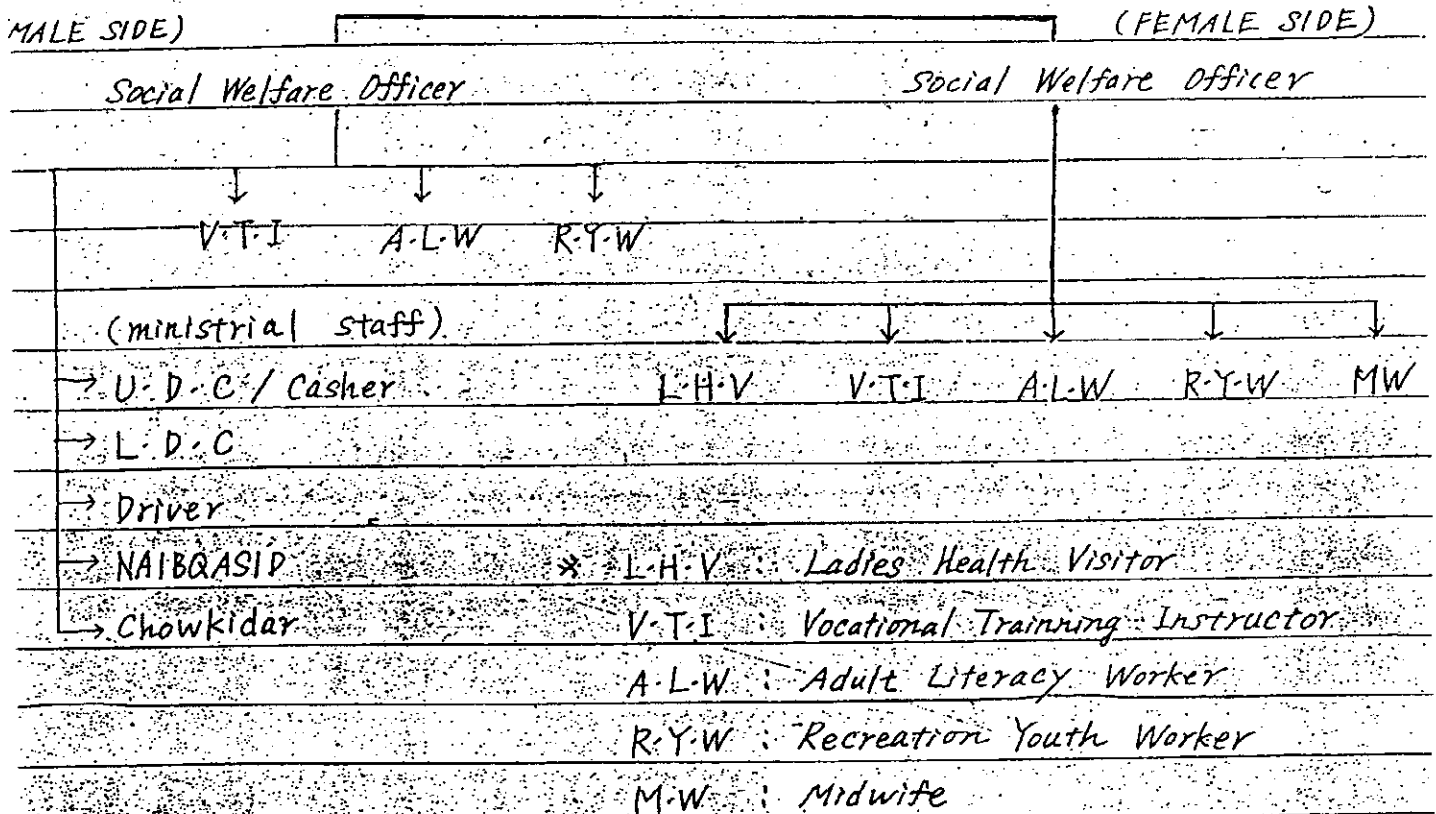 MALE SIDE) (FEMALE SIDE)
Social Welfare Officer Social Welfare Officer
V·T·I A·L·W R·Y·W
(ministrial staff)
U·D·C / Casher L·H·V V·T·I A·L·W R·Y·W MW
L·D·C
Driver
NAIBQASID * L·H·V : Ladies Health Visitor
Chowkidar V·T·I : Vocational Trainning Instructor
A·L·W : Adult Literacy Worker
R·Y·W : Recreation Youth Worker
M·W : Midwife